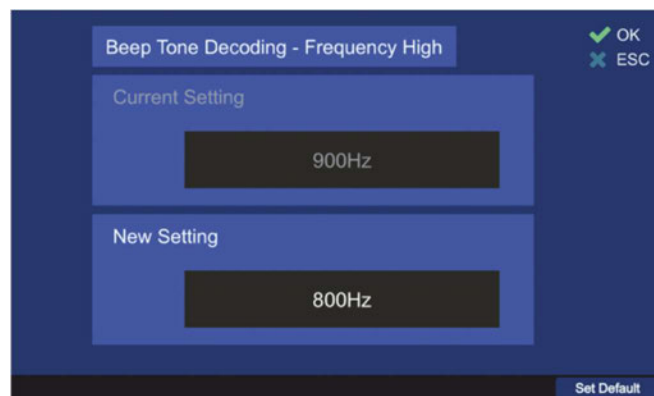 Beep Tone Decoding - Frequency High
OK
ESC
Current Setting
900Hz
New Setting
800Hz
Set Default